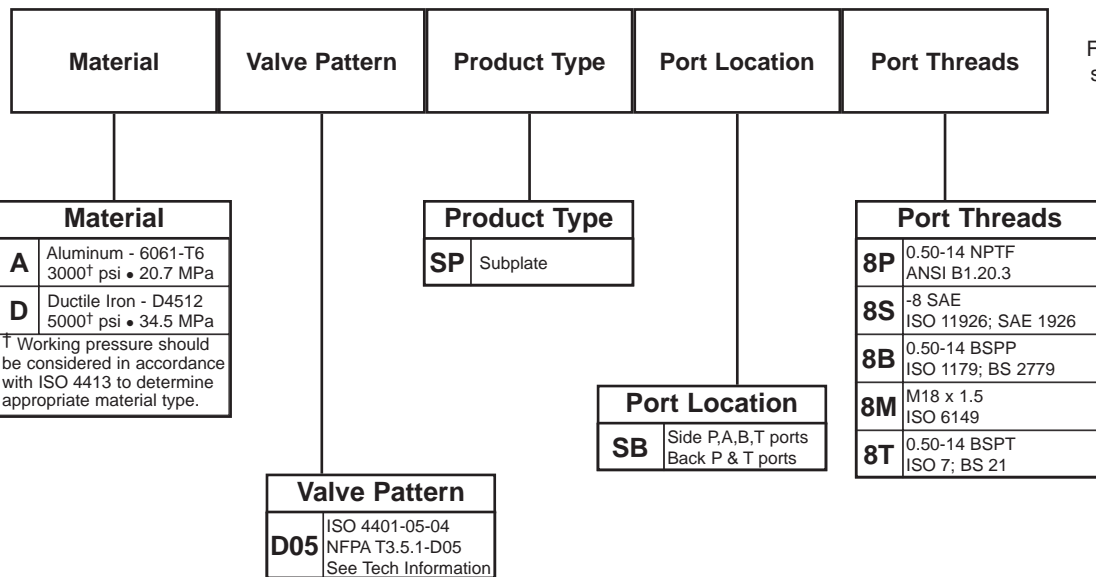 Material
Valve Pattern
Product Type
Port Location
Port Threads
Material
A
Aluminum - 6061-T6
3000† psi • 20.7 MPa
D
Ductile Iron - D4512
5000† psi • 34.5 MPa
† Working pressure should
be considered in accordance
with ISO 4413 to determine
appropriate material type.
Valve Pattern
D05
ISO 4401-05-04
NFPA T3.5.1-D05
See Tech Information
Product Type
SP
Subplate
Port Location
SB
Side P,A,B,T ports
Back P & T ports
Port Threads
8P
0.50-14 NPTF
ANSI B1.20.3
8S
-8 SAE
ISO 11926; SAE 1926
8B
0.50-14 BSPP
ISO 1179; BS 2779
8M
M18 x 1.5
ISO 6149
8T
0.50-14 BSPT
ISO 7; BS 21